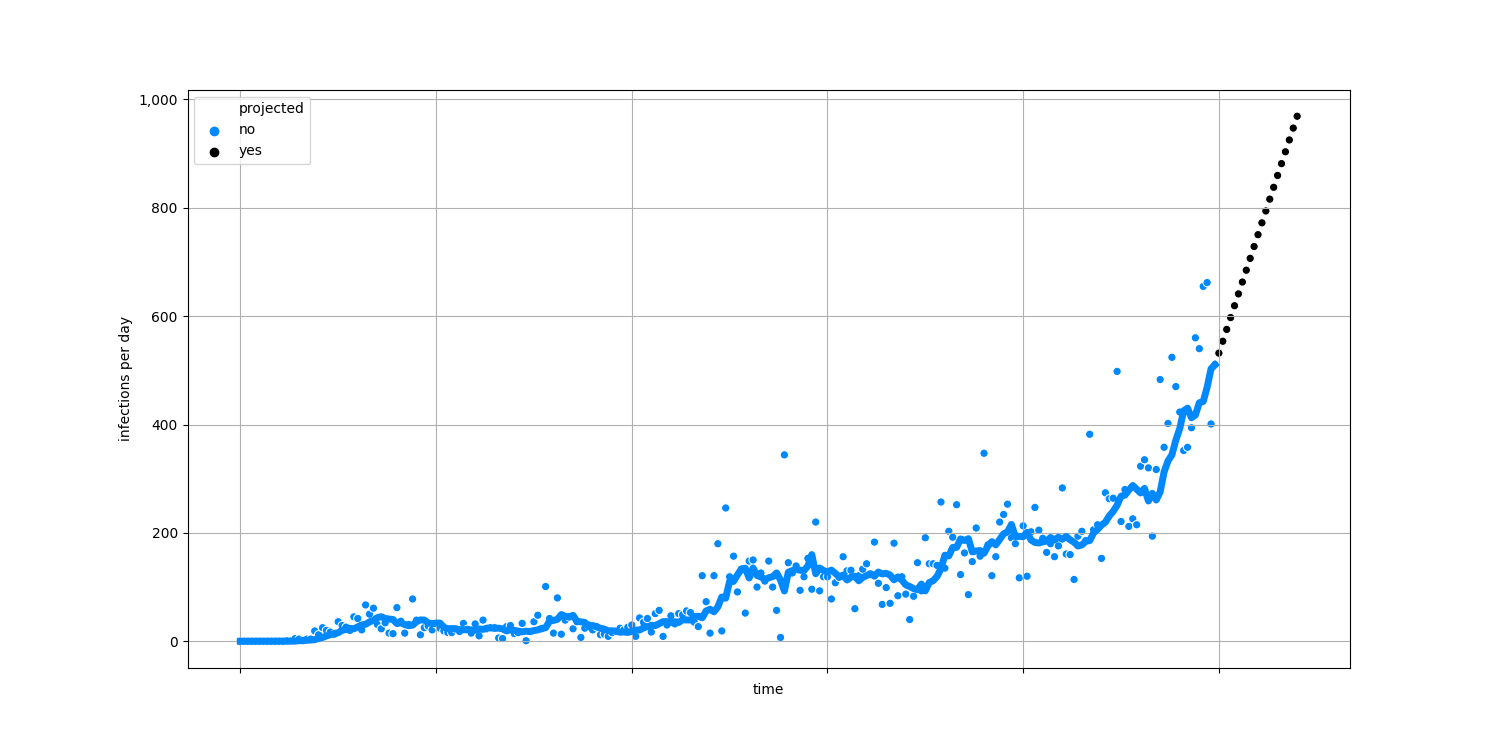 1,000
800
600
400
200
0
infections per day
time
projected
no
yes